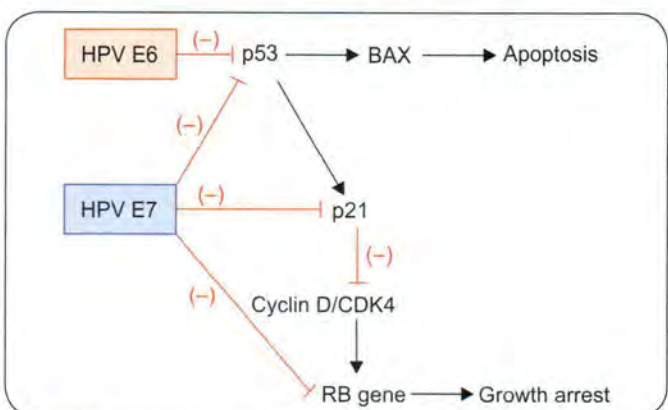 HPV E6
(–)
p53
BAX
Apoptosis
(–)
HPV E7
(–)
p21
(–)
(–)
Cyclin D/CDK4
RB gene
Growth arrest